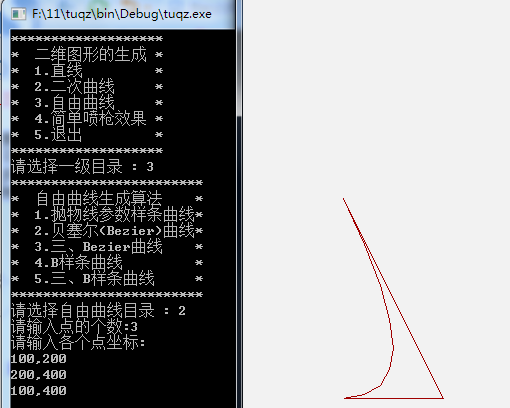 F:\11\tuqz\bin\Debug\tuqz.exe
*******************
*  二维图形的生成 *
*  1.直线         *
*  2.二次曲线     *
*  3.自由曲线     *
*  4.简单喷枪效果 *
*  5.退出         *
*******************
请选择一级目录 : 3
************************
*  自由曲线生成算法    *
* 1.抛物线参数样条曲线*
* 2.贝塞尔(Bezier)曲线*
* 3.三、Bezier曲线    *
* 4.B样条曲线         *
* 5.三、B样条曲线     *
************************
请选择自由曲线目录 : 2
请输入点的个数:3
请输入各个点坐标:
100,200
200,400
100,400